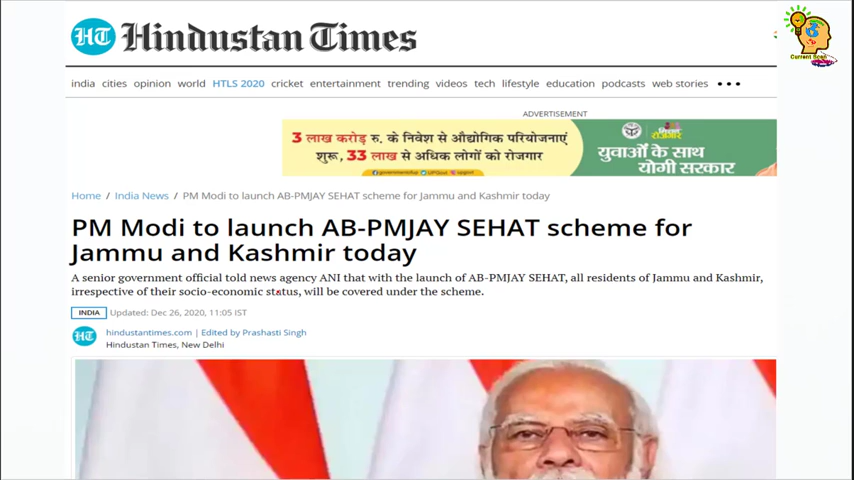 HT Hindustan Times
Current Scan
india cities opinion world HTLS 2020 cricket entertainment trending videos tech lifestyle education podcasts web stories
ADVERTISEMENT
3 लाख करोड़ रु. के निवेश से औद्योगिक परियोजनाएं
शुरू, 33 लाख से अधिक लोगों को रोजगार
युवाओं के साथ
योगी सरकार
Home / India News / PM Modi to launch AB-PMJAY SEHAT scheme for Jammu and Kashmir today
PM Modi to launch AB-PMJAY SEHAT scheme for
Jammu and Kashmir today
A senior government official told news agency ANI that with the launch of AB-PMJAY SEHAT, all residents of Jammu and Kashmir,
irrespective of their socio-economic status, will be covered under the scheme.
INDIA Updated: Dec 26, 2020, 11:05 IST
HT hindustantimes.com | Edited by Prashasti Singh
Hindustan Times, New Delhi